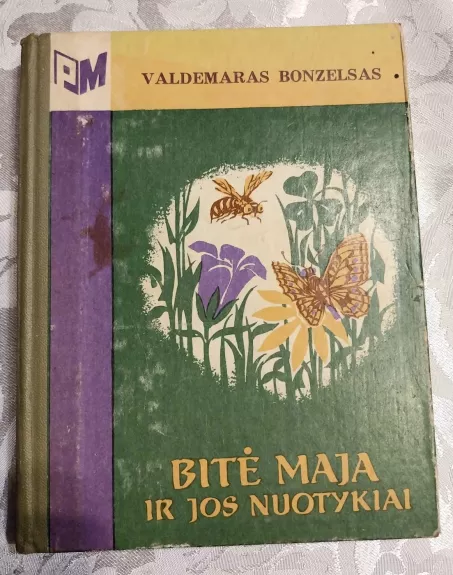 PM
VALDEMARAS BONZELSAS
BITĖ MAJA
IR JOS NUOTYKIAI